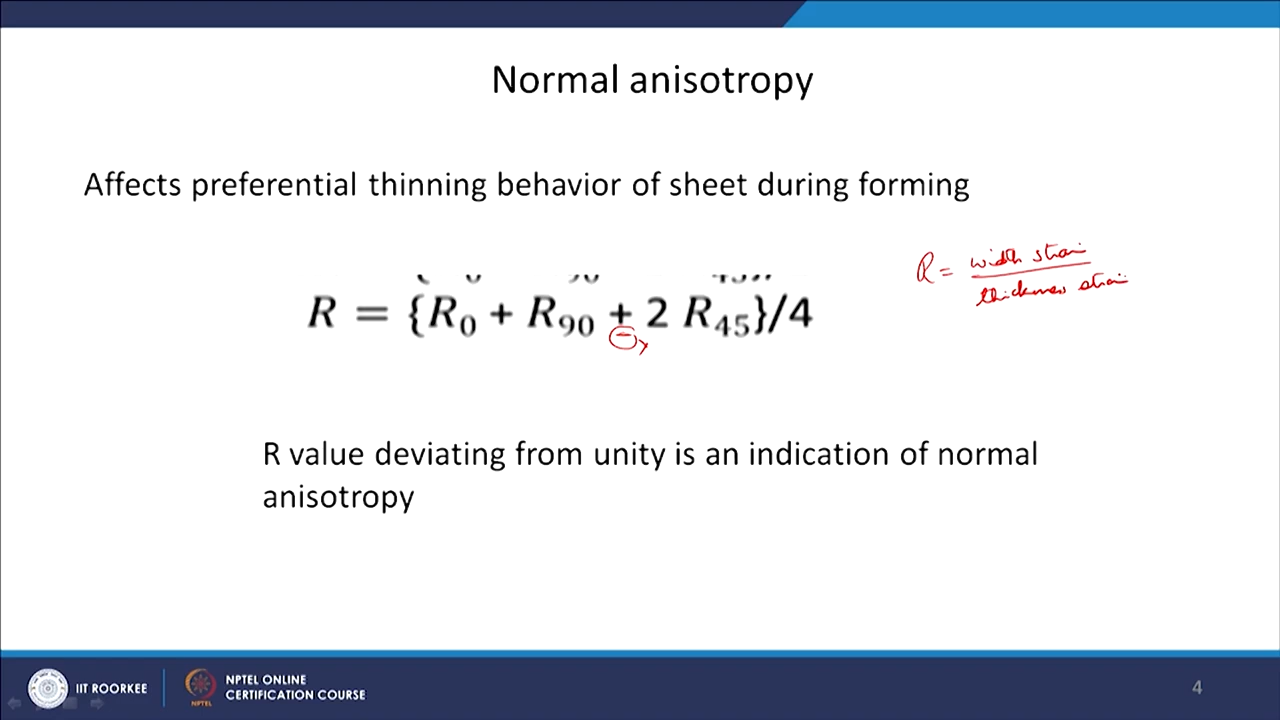 Normal anisotropy
Affects preferential thinning behavior of sheet during forming
R = width strain
thickness strain
R = {R₀ + R₉₀ + 2 R₄₅}/4
R value deviating from unity is an indication of normal
anisotropy
IIT ROORKEE
NPTEL ONLINE
CERTIFICATION COURSE
NPTEL
4